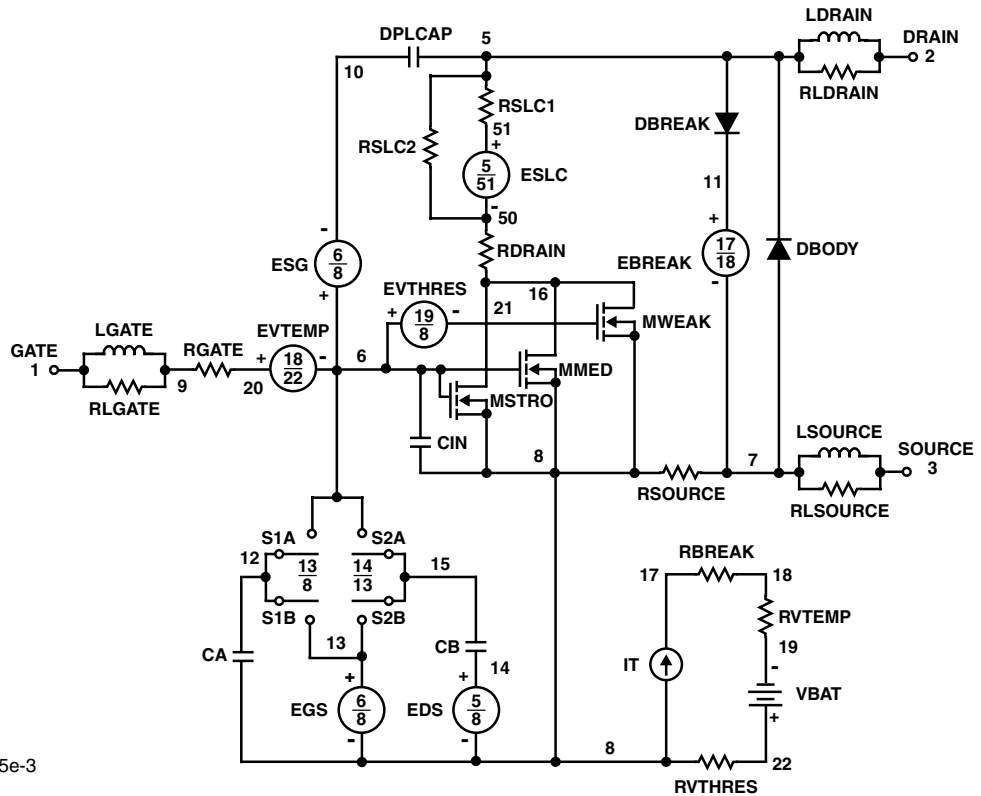 LDRAIN
DPLCAP 5 DRAIN
10 2
RLDRAIN
RSLC1
DBREAK
51
RSLC2 +
5
51 ESLC 11
-
50 +
- 17
18
RDRAIN DBODY
6
8
ESG EBREAK
EVTHRES 16 -
+ 21
+ 19
8 - MWEAK
LGATE EVTEMP
GATE RGATE + 18
22 - 6
1 MMED
9 20
RLGATE MSTRO
LSOURCE
CIN SOURCE
8 7
3
RSOURCE
RLSOURCE
S1A S2A
12 RBREAK
13
8 14
13 15 17 18
S1B S2B
RVTEMP
13 CB 19
CA IT -
14
+ + VBAT
6
8 5
8
EGS EDS +
- - 8
22
5e-3
RVTHRES